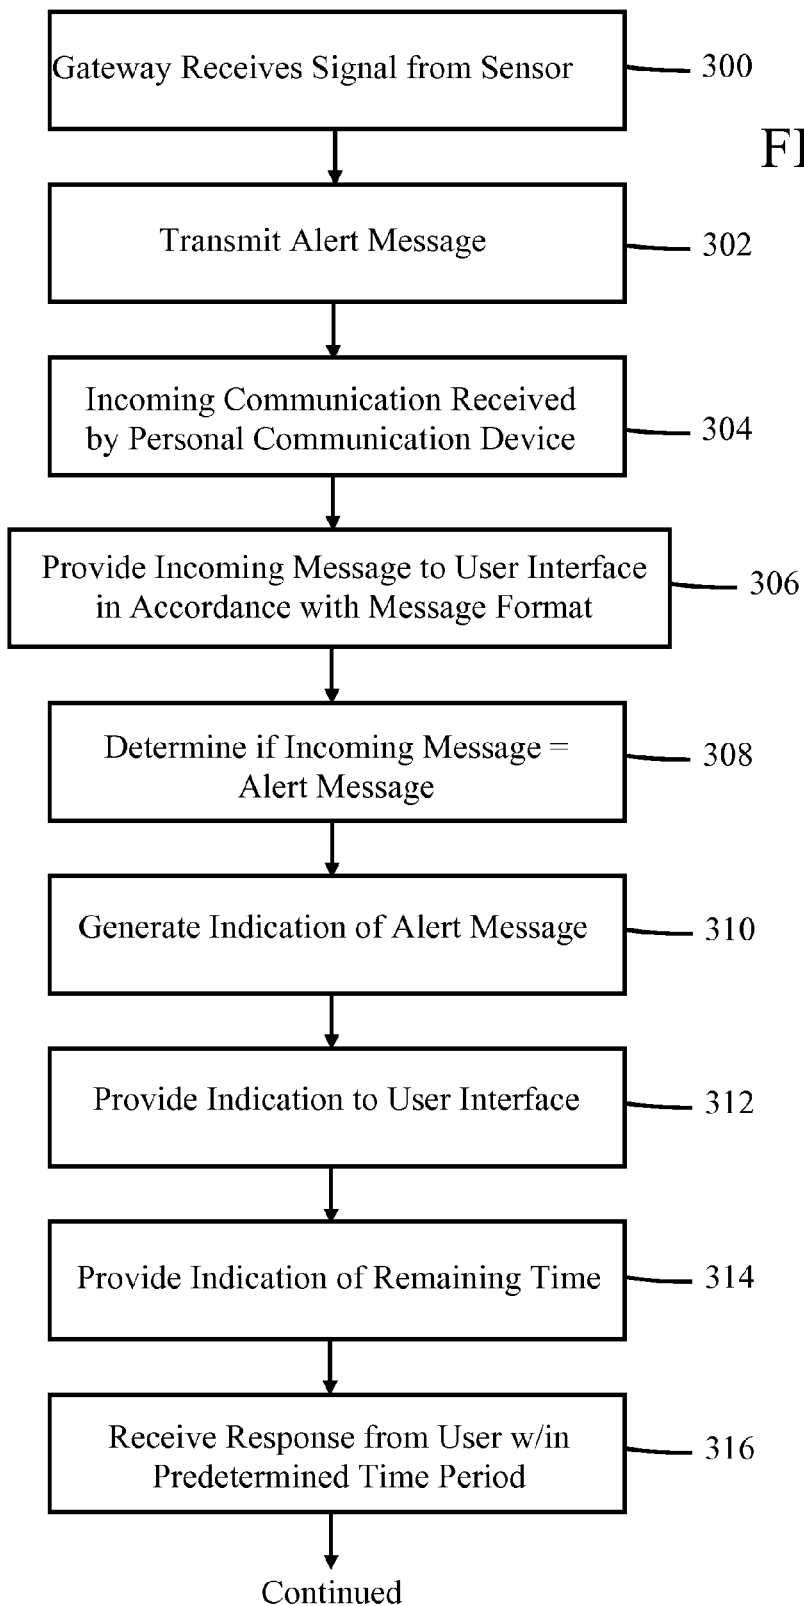 Gateway Receives Signal from Sensor
300
FI
Transmit Alert Message
302
Incoming Communication Received
by Personal Communication Device
304
Provide Incoming Message to User Interface
in Accordance with Message Format
306
Determine if Incoming Message =
Alert Message
308
Generate Indication of Alert Message
310
Provide Indication to User Interface
312
Provide Indication of Remaining Time
314
Receive Response from User w/in
Predetermined Time Period
316
Continued